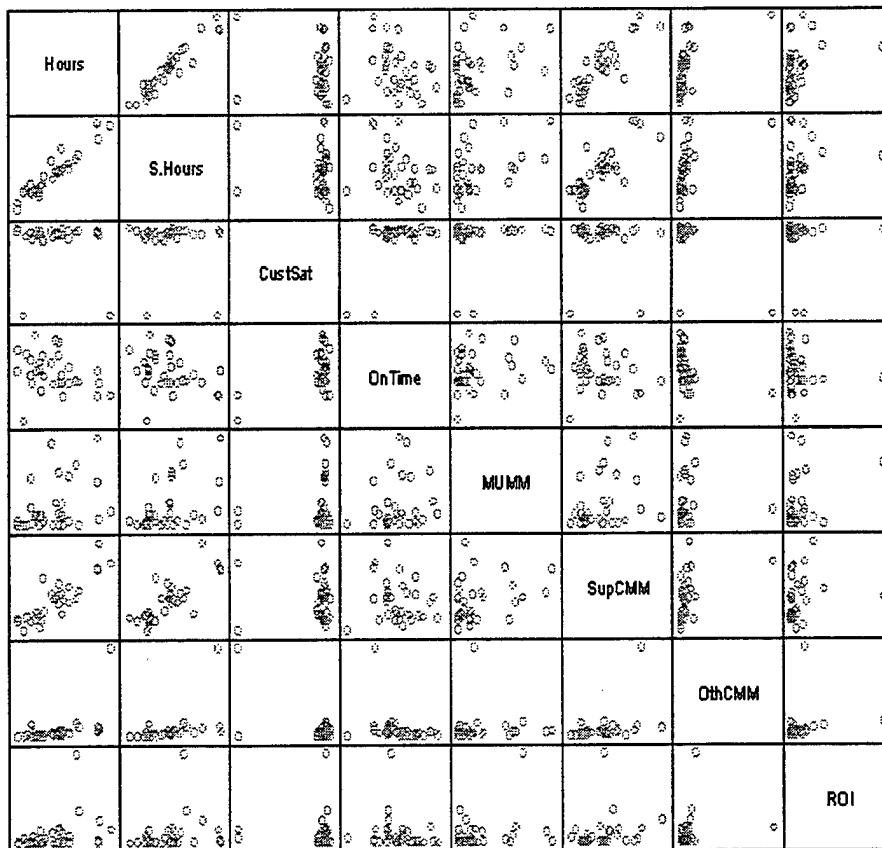 Hours
S.Hours
CustSat
OnTime
MUMM
SupCMM
OthCMM
ROI